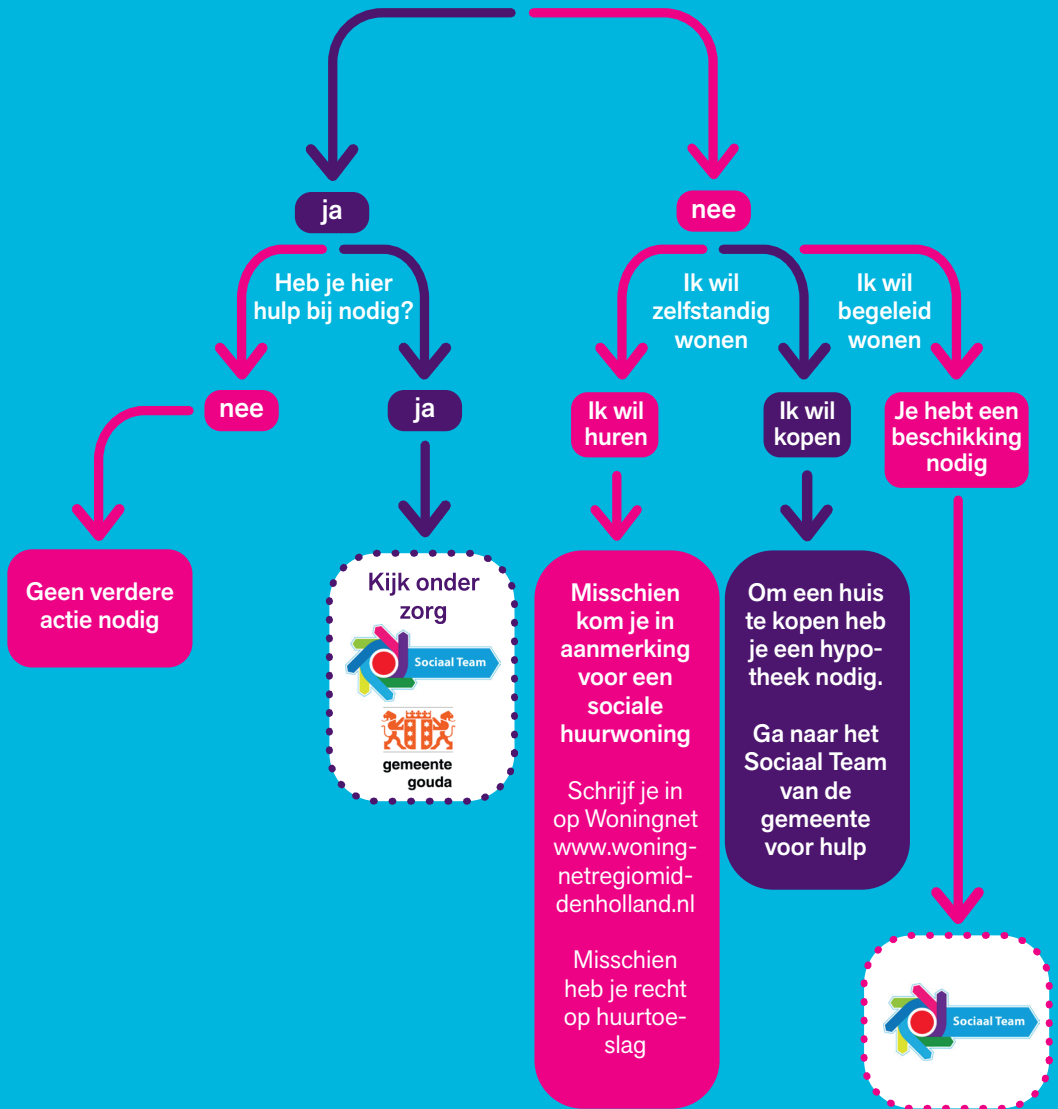 ja
nee
Heb je hier
hulp bij nodig?
Ik wil
zelfstandig
wonen
Ik wil
begeleid
wonen
nee
ja
Ik wil
huren
Ik wil
kopen
Je hebt een
beschikking
nodig
Geen verdere
actie nodig
Kijk onder
zorg
Sociaal Team
gemeente
gouda
Misschien
kom je in
aanmerking
voor een
sociale
huurwoning
Schrijf je in
op Woningnet
www.woning-
netregiomid-
denholland.nl
Misschien
heb je recht
op huurtoe-
slag
Om een huis
te kopen heb
je een hypo-
theek nodig.
Ga naar het
Sociaal Team
van de
gemeente
voor hulp
Sociaal Team